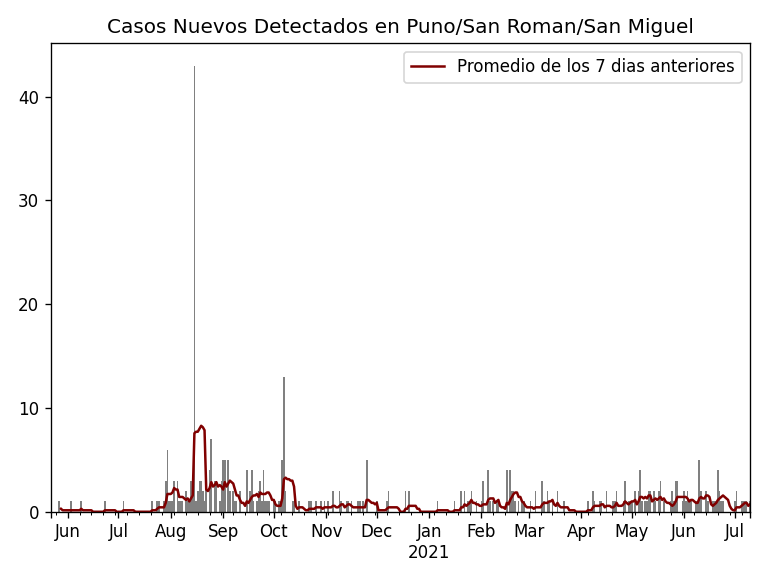 Casos Nuevos Detectados en Puno/San Roman/San Miguel
Promedio de los 7 dias anteriores
40
30
20
10
0
Jun Jul Aug Sep Oct Nov Dec Jan Feb Mar Apr May Jun Jul
2021